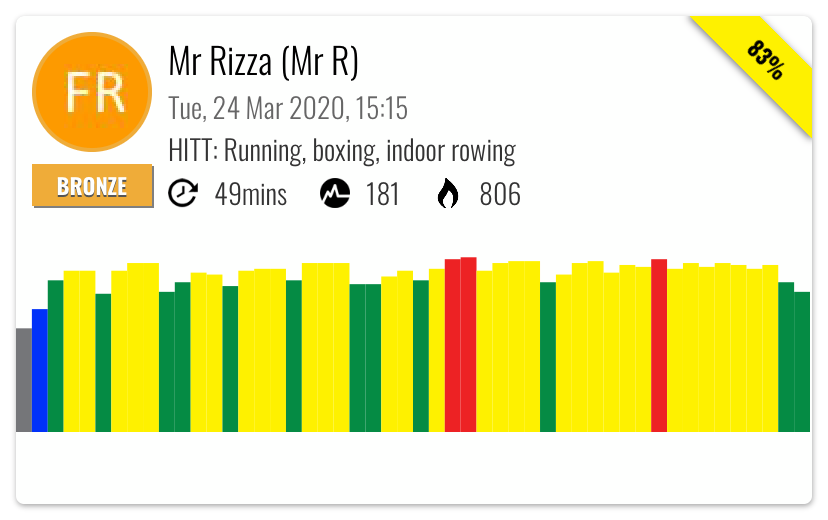 FR
BRONZE
Mr Rizza (Mr R)
Tue, 24 Mar 2020, 15:15
HITT: Running, boxing, indoor rowing
49mins 181 806
83%